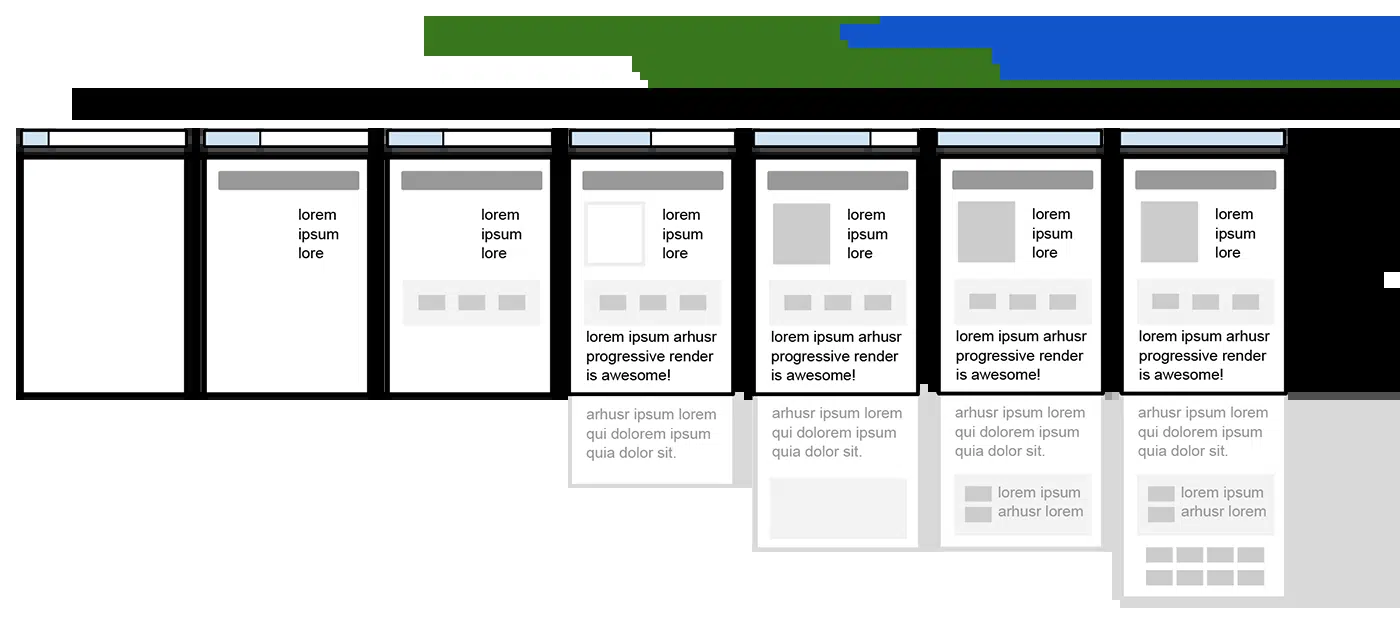 lorem
ipsum
lore
lorem
ipsum
lore
lorem
ipsum
lore
lorem ipsum arhusr
progressive render
is awesome!
arhusr ipsum lorem
qui dolorem ipsum
quia dolor sit.
lorem
ipsum
lore
lorem ipsum arhusr
progressive render
is awesome!
arhusr ipsum lorem
qui dolorem ipsum
quia dolor sit.
lorem
ipsum
lore
lorem ipsum arhusr
progressive render
is awesome!
arhusr ipsum lorem
qui dolorem ipsum
quia dolor sit.
lorem ipsum
arhusr lorem
lorem
ipsum
lore
lorem ipsum arhusr
progressive render
is awesome!
arhusr ipsum lorem
qui dolorem ipsum
quia dolor sit.
lorem ipsum
arhusr lorem